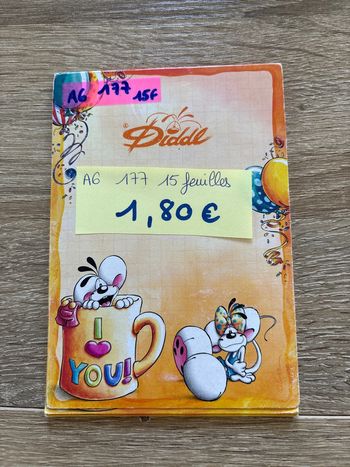 A6 177 15f
Diddl
A6 177 15 feuilles
1,80 €
I
YOU!